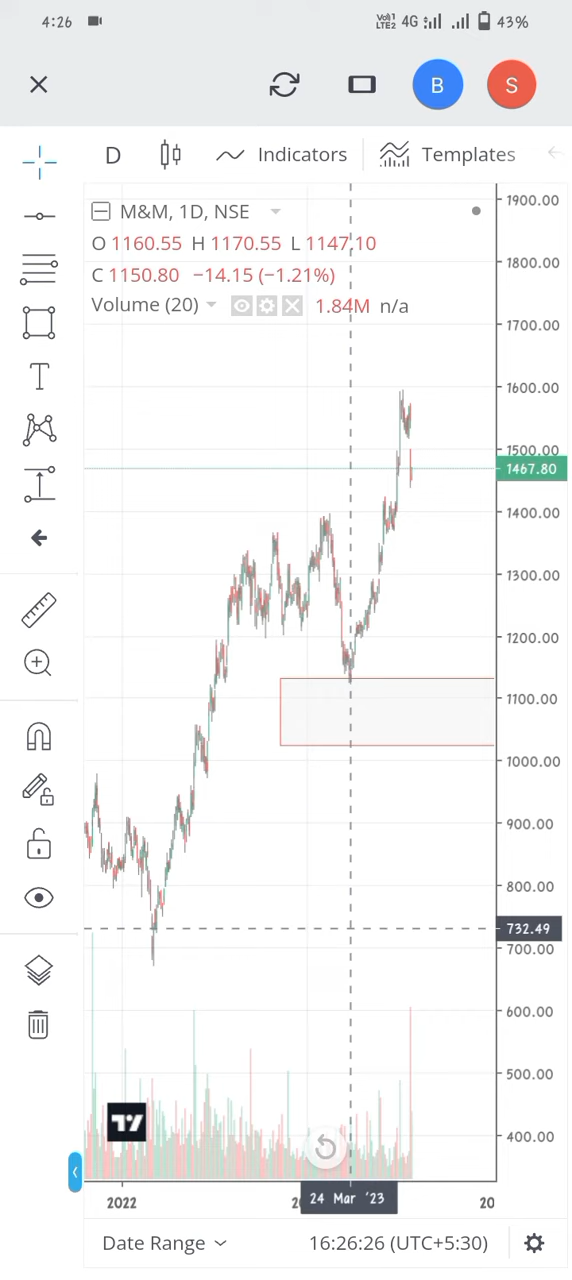 4:26 Vo1) LTE2 4G 43%
B S
D Indicators Templates
M&M, 1D, NSE
O 1160.55 H 1170.55 L 1147.10
C 1150.80 −14.15 (−1.21%)
Volume (20) 1.84M n/a
1900.00
1800.00
1700.00
1600.00
1500.00
1467.80
1400.00
1300.00
1200.00
1100.00
1000.00
900.00
800.00
732.49
700.00
600.00
500.00
400.00
2022 20 24 Mar '23 20
Date Range 16:26:26 (UTC+5:30)